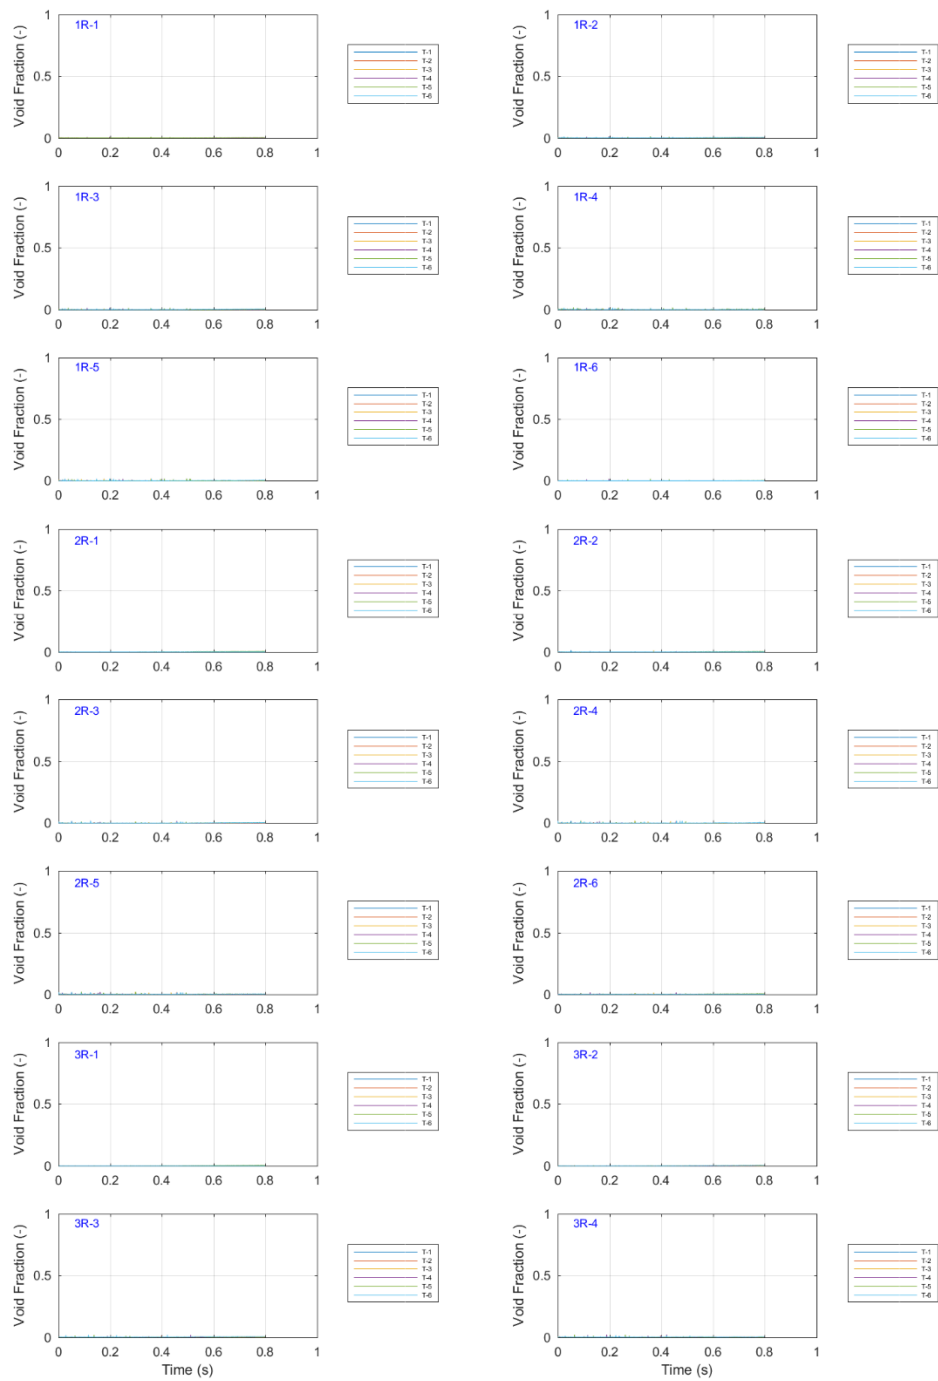 Void Fraction (-)
1
0.5
0
1R-1
0 0.2 0.4 0.6 0.8 1
T-1
T-2
T-3
T-4
T-5
T-6
Void Fraction (-)
1
0.5
0
1R-2
0 0.2 0.4 0.6 0.8 1
T-1
T-2
T-3
T-4
T-5
T-6
Void Fraction (-)
1
0.5
0
1R-3
0 0.2 0.4 0.6 0.8 1
T-1
T-2
T-3
T-4
T-5
T-6
Void Fraction (-)
1
0.5
0
1R-4
0 0.2 0.4 0.6 0.8 1
T-1
T-2
T-3
T-4
T-5
T-6
Void Fraction (-)
1
0.5
0
1R-5
0 0.2 0.4 0.6 0.8 1
T-1
T-2
T-3
T-4
T-5
T-6
Void Fraction (-)
1
0.5
0
1R-6
0 0.2 0.4 0.6 0.8 1
T-1
T-2
T-3
T-4
T-5
T-6
Void Fraction (-)
1
0.5
0
2R-1
0 0.2 0.4 0.6 0.8 1
T-1
T-2
T-3
T-4
T-5
T-6
Void Fraction (-)
1
0.5
0
2R-2
0 0.2 0.4 0.6 0.8 1
T-1
T-2
T-3
T-4
T-5
T-6
Void Fraction (-)
1
0.5
0
2R-3
0 0.2 0.4 0.6 0.8 1
T-1
T-2
T-3
T-4
T-5
T-6
Void Fraction (-)
1
0.5
0
2R-4
0 0.2 0.4 0.6 0.8 1
T-1
T-2
T-3
T-4
T-5
T-6
Void Fraction (-)
1
0.5
0
2R-5
0 0.2 0.4 0.6 0.8 1
T-1
T-2
T-3
T-4
T-5
T-6
Void Fraction (-)
1
0.5
0
2R-6
0 0.2 0.4 0.6 0.8 1
T-1
T-2
T-3
T-4
T-5
T-6
Void Fraction (-)
1
0.5
0
3R-1
0 0.2 0.4 0.6 0.8 1
T-1
T-2
T-3
T-4
T-5
T-6
Void Fraction (-)
1
0.5
0
3R-2
0 0.2 0.4 0.6 0.8 1
T-1
T-2
T-3
T-4
T-5
T-6
Void Fraction (-)
1
0.5
0
3R-3
0 0.2 0.4 0.6 0.8 1
Time (s)
T-1
T-2
T-3
T-4
T-5
T-6
Void Fraction (-)
1
0.5
0
3R-4
0 0.2 0.4 0.6 0.8 1
Time (s)
T-1
T-2
T-3
T-4
T-5
T-6